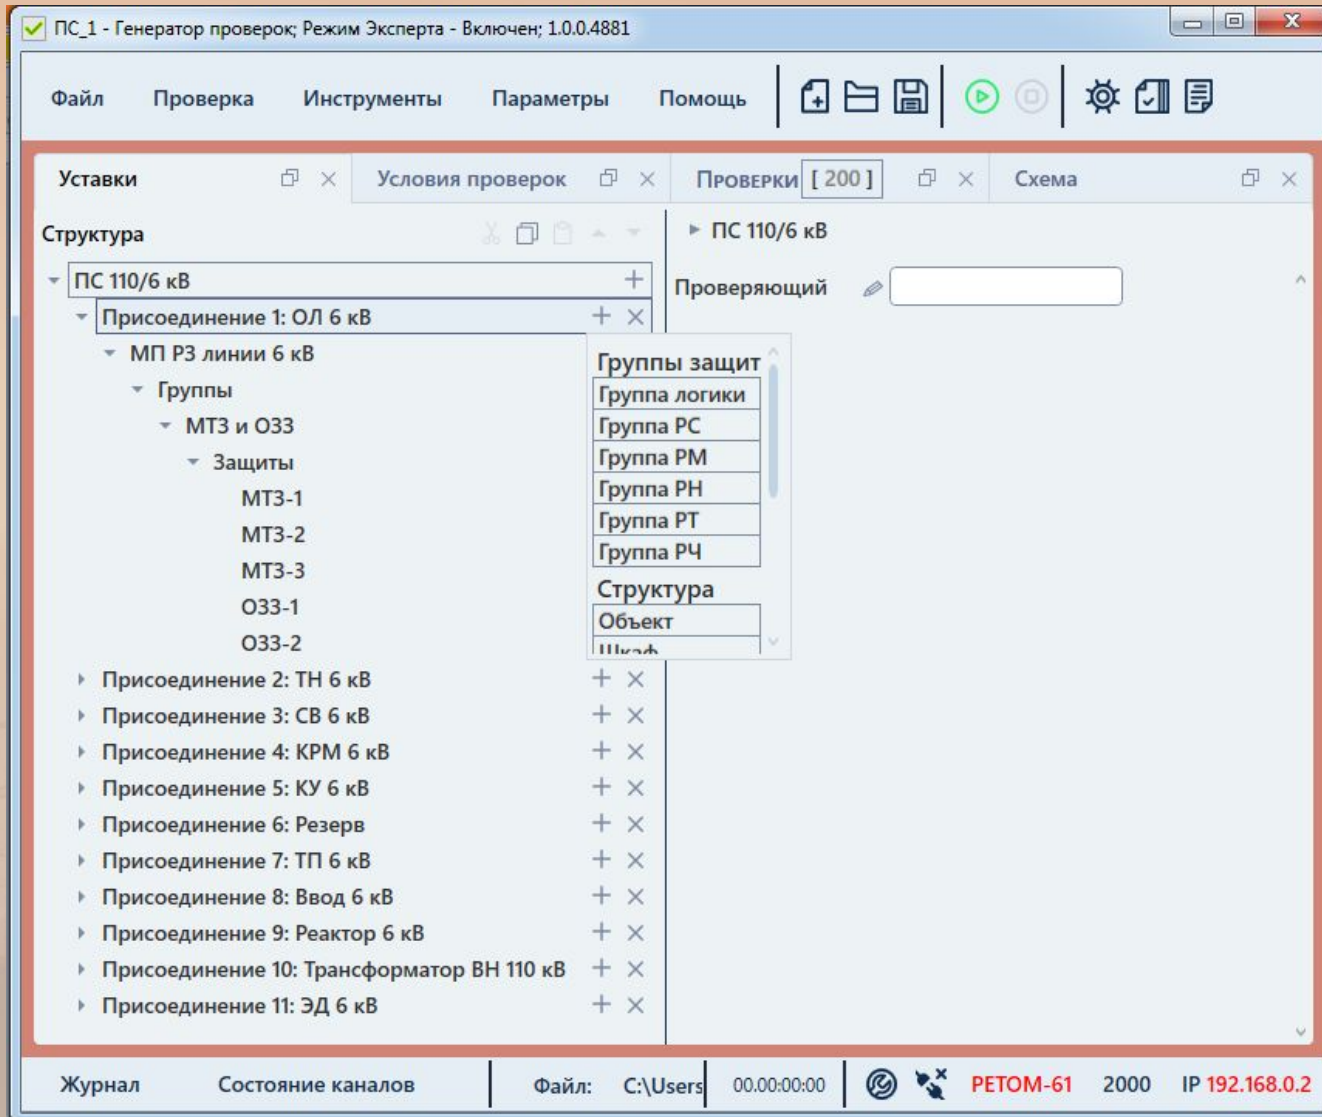 ПС_1 - Генератор проверок; Режим Эксперта - Включен; 1.0.0.4881
Файл Проверка Инструменты Параметры Помощь
Уставки Условия проверок Проверки [ 200 ] Схема
Структура
ПС 110/6 кВ
Присоединение 1: ОЛ 6 кВ
МП РЗ линии 6 кВ
Группы
МТЗ и ОЗЗ
Защиты
МТЗ-1
МТЗ-2
МТЗ-3
ОЗЗ-1
ОЗЗ-2
Присоединение 2: ТН 6 кВ
Присоединение 3: СВ 6 кВ
Присоединение 4: КРМ 6 кВ
Присоединение 5: КУ 6 кВ
Присоединение 6: Резерв
Присоединение 7: ТП 6 кВ
Присоединение 8: Ввод 6 кВ
Присоединение 9: Реактор 6 кВ
Присоединение 10: Трансформатор ВН 110 кВ
Присоединение 11: ЭД 6 кВ
Группы защит
Группа логики
Группа РС
Группа РМ
Группа РН
Группа РТ
Группа РЧ
Структура
Объект
Шкаф
ПС 110/6 кВ
Проверяющий
Журнал Состояние каналов Файл: C:\Users 00.00:00:00 РЕТОМ-61 2000 IP 192.168.0.2